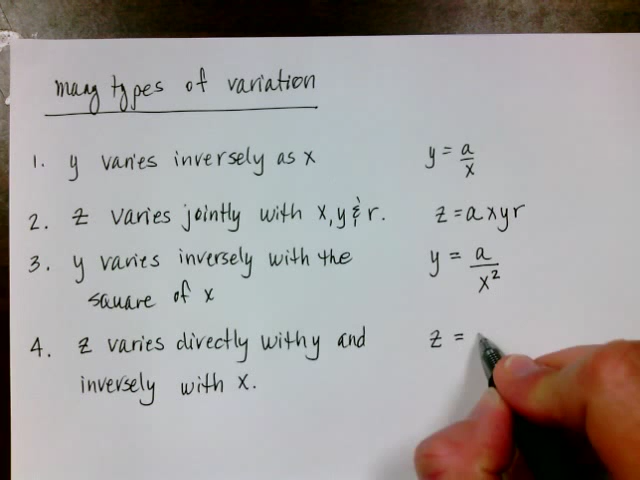 many types of variation
1. y varies inversely as x y = a/x
2. z varies jointly with x, y & r. z = axyr
3. y varies inversely with the y = a/x²
square of x
4. z varies directly with y and z =
inversely with x.